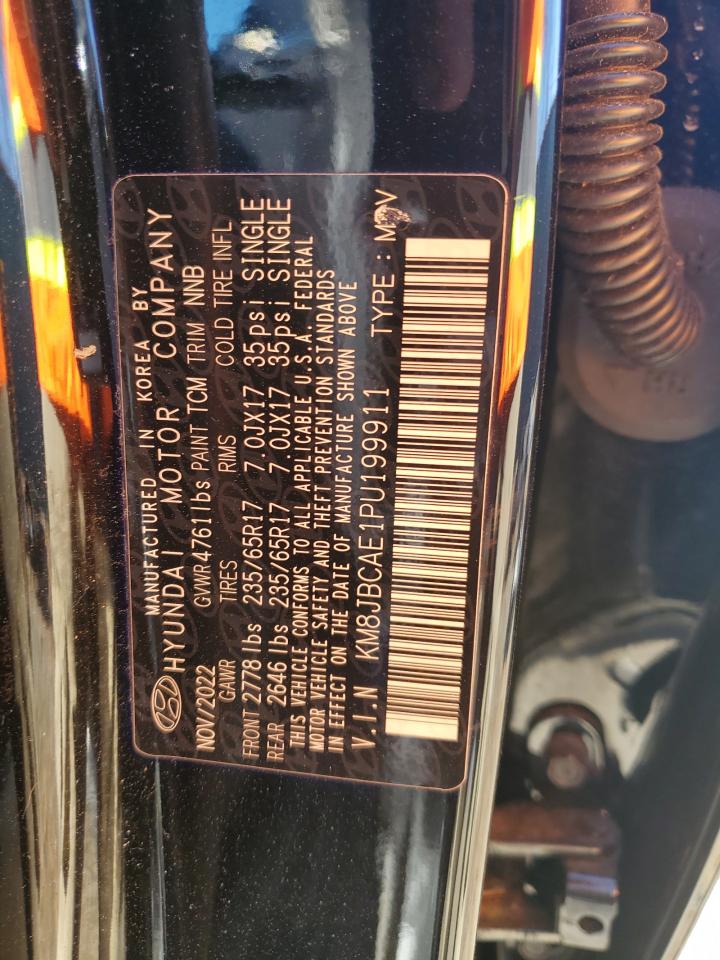 MANUFACTURED IN KOREA BY
HYUNDAI MOTOR COMPANY
NOV/2022 GVWR 4761lbs PAINT TCM TRIM NNB
GAWR TIRES RIMS COLD TIRE INFL
FRONT 2778 lbs 235/65R17 7.0JX17 35psi SINGLE
REAR 2646 lbs 235/65R17 7.0JX17 35psi SINGLE
THIS VEHICLE CONFORMS TO ALL APPLICABLE U.S.A. FEDERAL
MOTOR VEHICLE SAFETY AND THEFT PREVENTION STANDARDS
IN EFFECT ON THE DATE OF MANUFACTURE SHOWN ABOVE
V.I.N KM8JBCAE1PU199911 TYPE : MPV